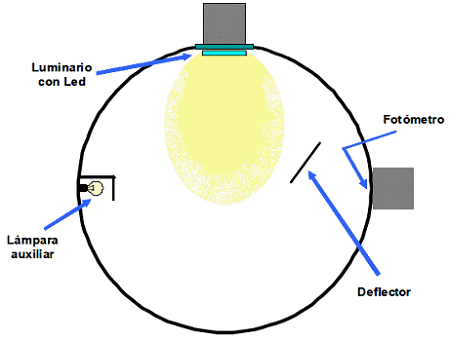 Luminario
con Led
Fotómetro
Lámpara
auxiliar
Deflector